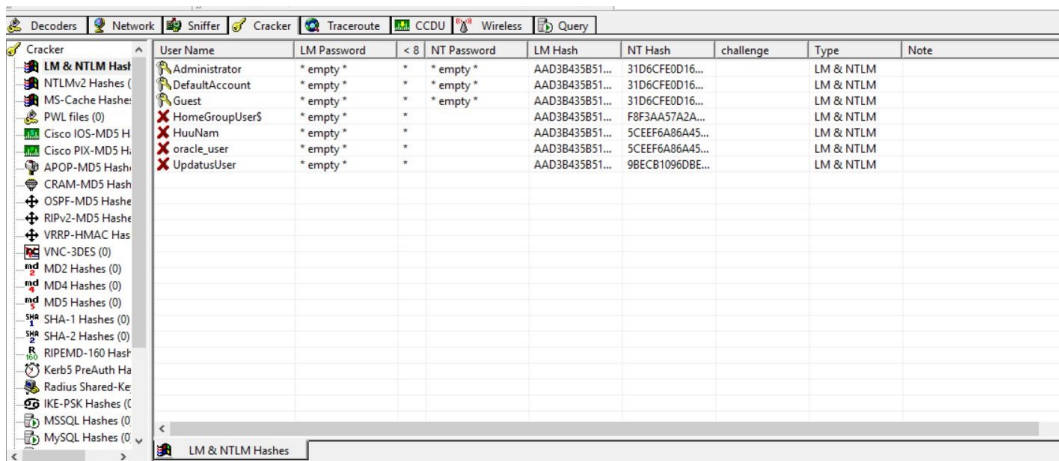 Decoders Network Sniffer Cracker Traceroute CCDU Wireless Query
Cracker
LM & NTLM Hash
NTLMv2 Hashes (
MS-Cache Hashe
PWL files (0)
Cisco IOS-MD5 H
Cisco PIX-MD5 Ha
APOP-MD5 Hash
CRAM-MD5 Hash
OSPF-MD5 Hashe
RIPv2-MD5 Hashe
VRRP-HMAC Has
VNC-3DES (0)
MD2 Hashes (0)
MD4 Hashes (0)
MD5 Hashes (0)
SHA-1 Hashes (0)
SHA-2 Hashes (0)
RIPEMD-160 Hash
Kerb5 PreAuth Ha
Radius Shared-Ke
IKE-PSK Hashes (0
MSSQL Hashes (0
MySQL Hashes (0
User Name LM Password < 8 NT Password LM Hash NT Hash challenge Type Note
Administrator * empty * * * empty * AAD3B435B51... 31D6CFE0D16... LM & NTLM
DefaultAccount * empty * * * empty * AAD3B435B51... 31D6CFE0D16... LM & NTLM
Guest * empty * * * empty * AAD3B435B51... 31D6CFE0D16... LM & NTLM
HomeGroupUser$ * empty * * AAD3B435B51... F8F3AA57A2A... LM & NTLM
HuuNam * empty * * AAD3B435B51... 5CEEF6A86A45... LM & NTLM
oracle_user * empty * * AAD3B435B51... 5CEEF6A86A45... LM & NTLM
UpdatusUser * empty * * AAD3B435B51... 9BECB1096DBE... LM & NTLM
LM & NTLM Hashes